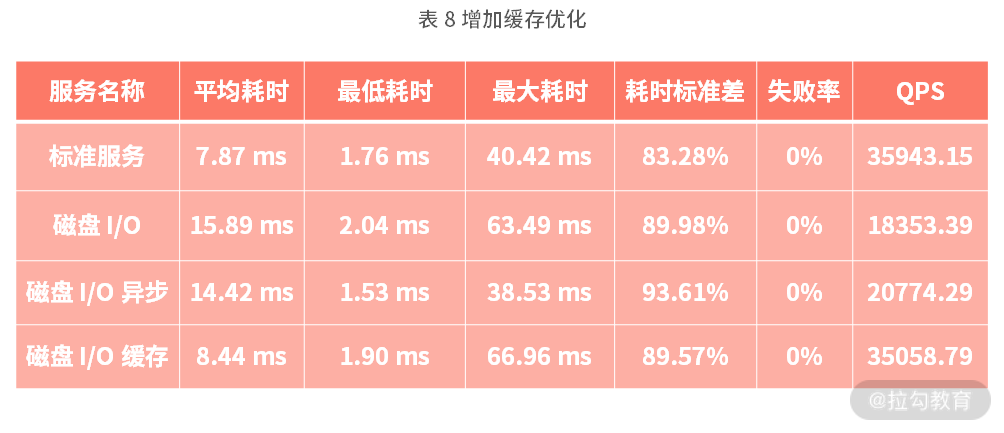 表 8 增加缓存优化
服务名称 平均耗时 最低耗时 最大耗时 耗时标准差 失败率 QPS
标准服务 7.87 ms 1.76 ms 40.42 ms 83.28% 0% 35943.15
磁盘 I/O 15.89 ms 2.04 ms 63.49 ms 89.98% 0% 18353.39
磁盘 I/O 异步 14.42 ms 1.53 ms 38.53 ms 93.61% 0% 20774.29
磁盘 I/O 缓存 8.44 ms 1.90 ms 66.96 ms 89.57% 0% 35058.79
@拉勾教育